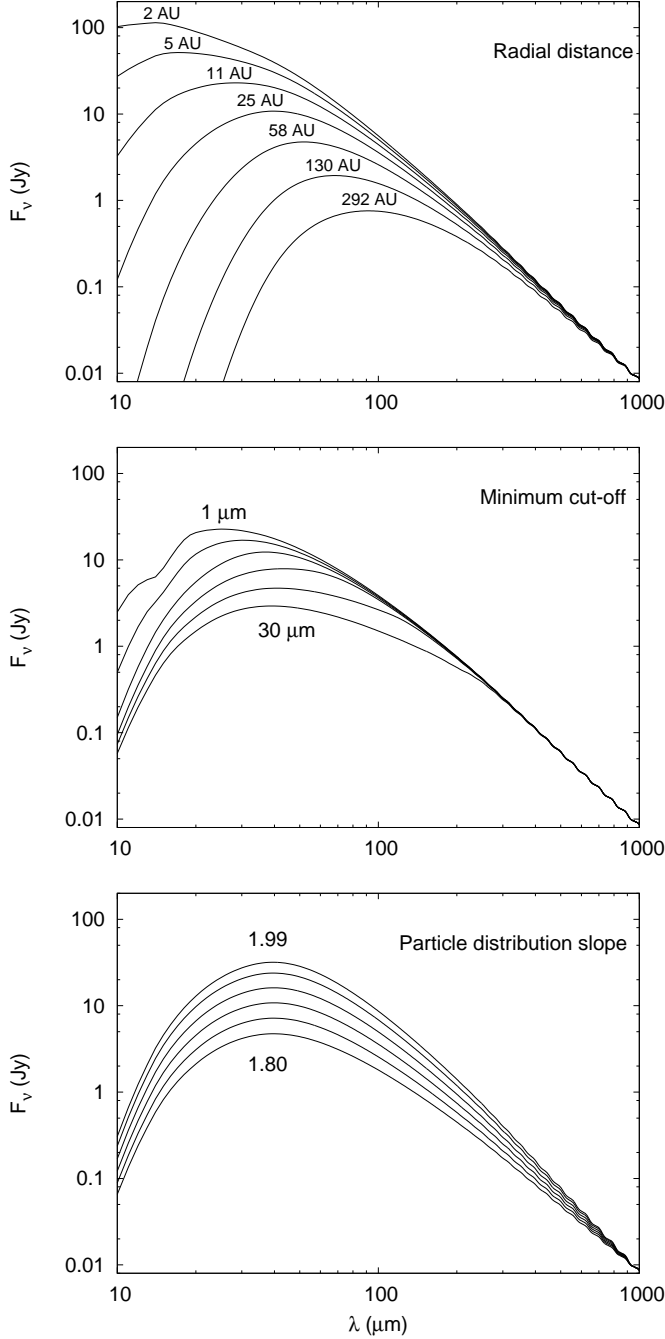 Radial distance
2 AU
5 AU
11 AU
25 AU
58 AU
130 AU
292 AU
100
10
1
0.1
0.01
F_ν (Jy)
10 100 1000
Minimum cut-off
1 μm
30 μm
100
10
1
0.1
0.01
F_ν (Jy)
10 100 1000
Particle distribution slope
1.99
1.80
100
10
1
0.1
0.01
F_ν (Jy)
10 100 1000
λ (μm)